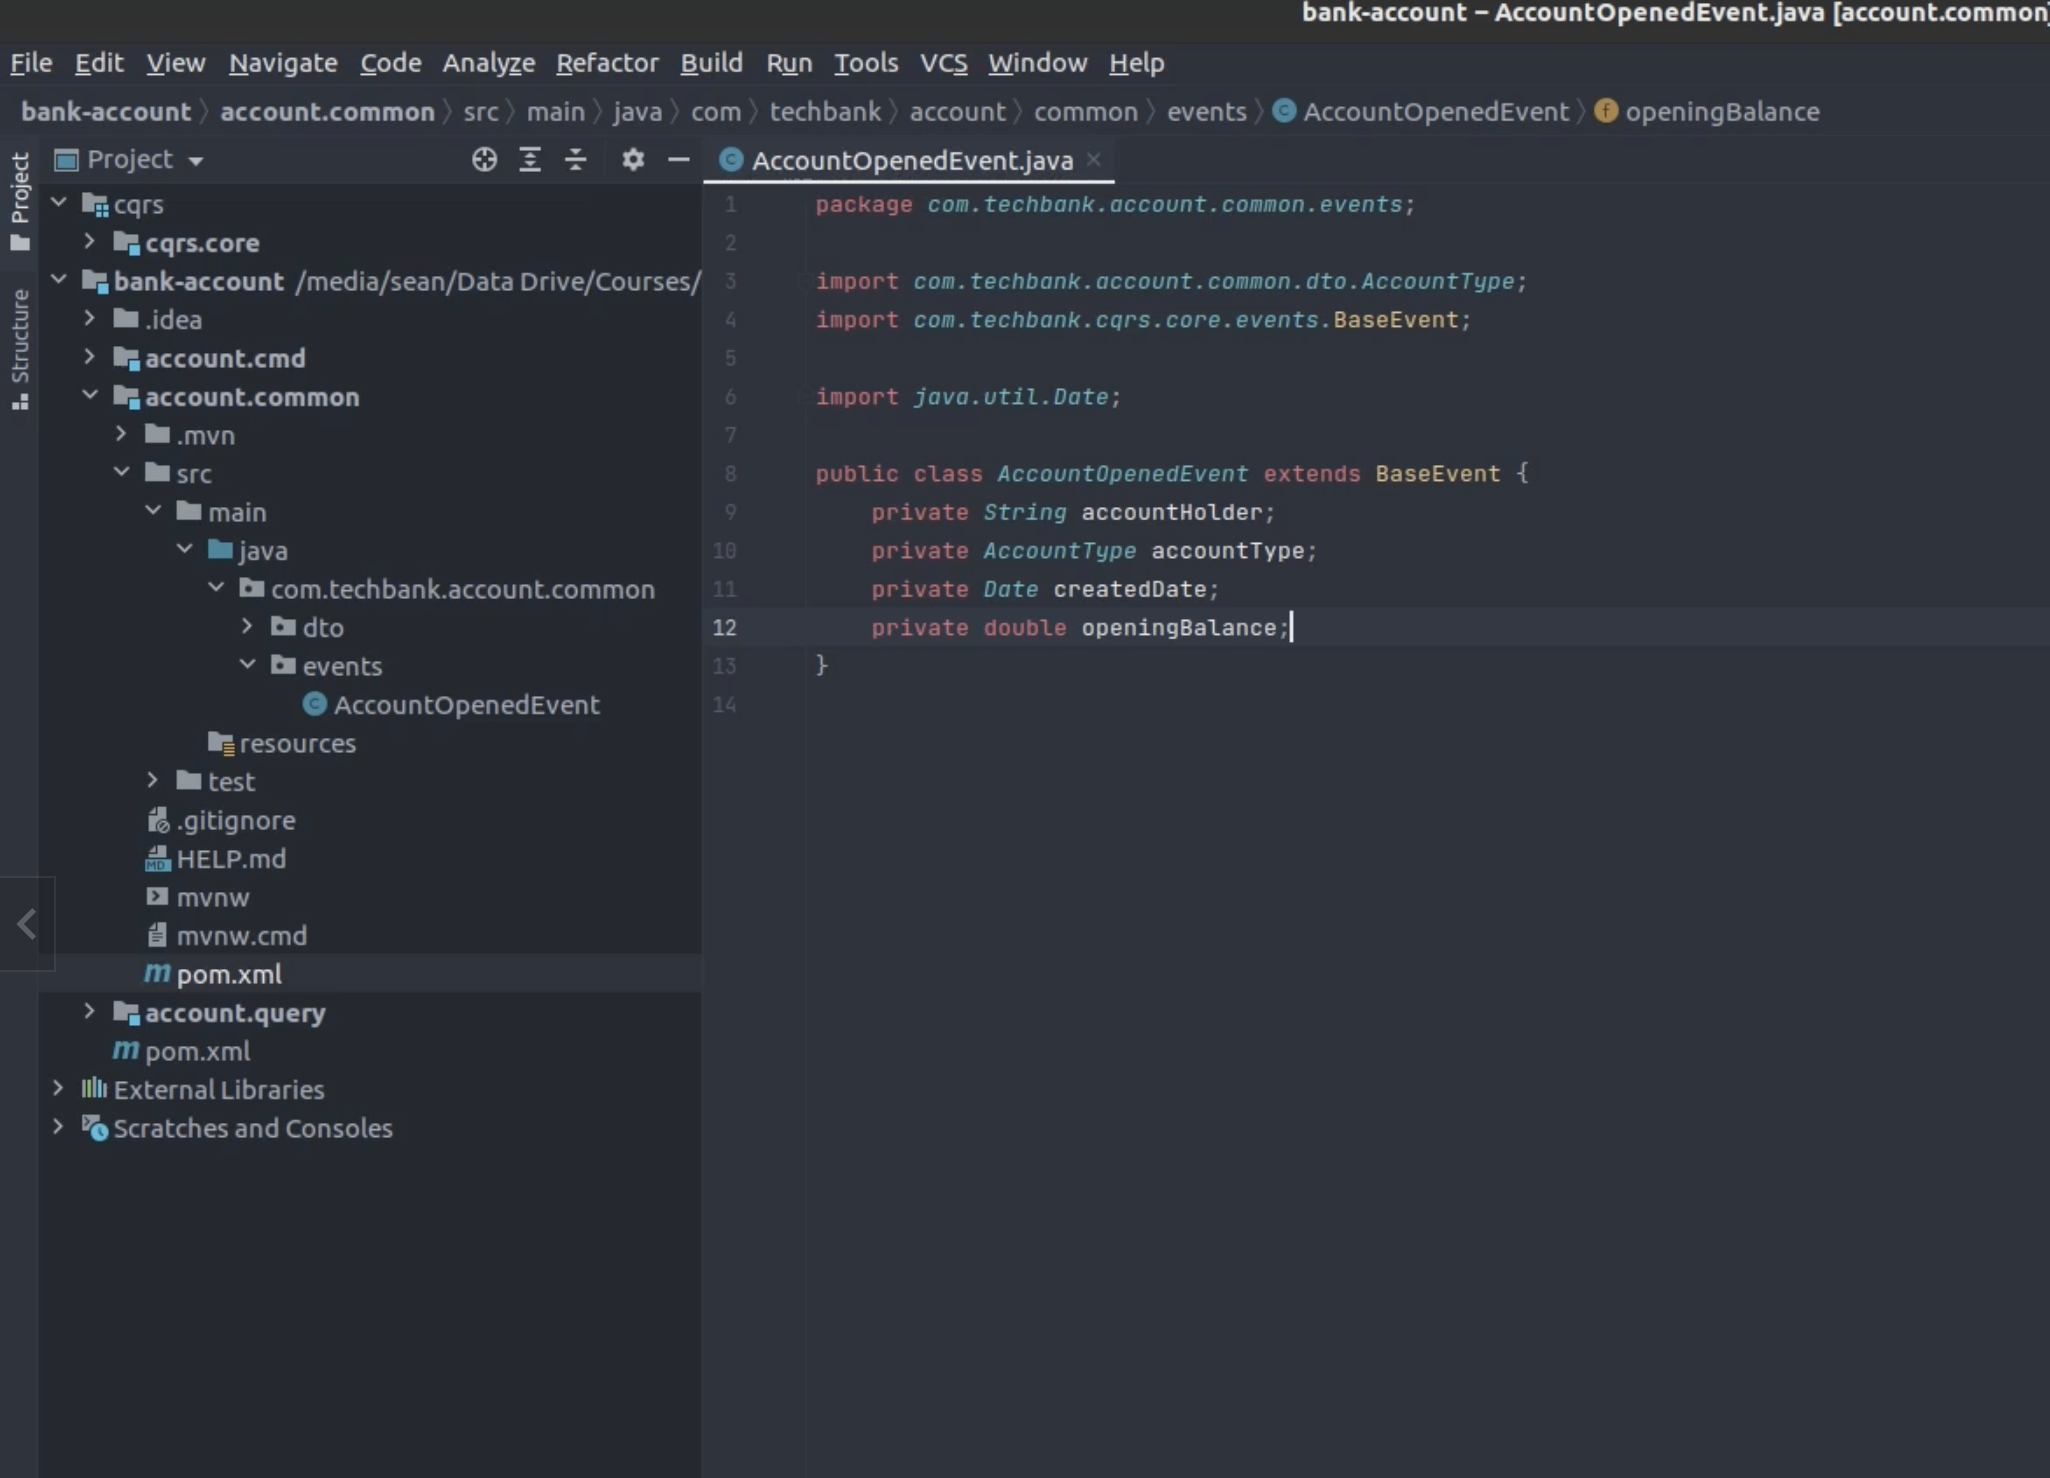 bank-account – AccountOpenedEvent.java [account.common]
File Edit View Navigate Code Analyze Refactor Build Run Tools VCS Window Help
bank-account account.common src main java com techbank account common events AccountOpenedEvent openingBalance
Project
Structure
Project
cqrs
cqrs.core
bank-account /media/sean/Data Drive/Courses/
.idea
account.cmd
account.common
.mvn
src
main
java
com.techbank.account.common
dto
events
AccountOpenedEvent
resources
test
.gitignore
HELP.md
mvnw
mvnw.cmd
pom.xml
account.query
pom.xml
External Libraries
Scratches and Consoles
AccountOpenedEvent.java
1 package com.techbank.account.common.events;
2
3 import com.techbank.account.common.dto.AccountType;
4 import com.techbank.cqrs.core.events.BaseEvent;
5
6 import java.util.Date;
7
8 public class AccountOpenedEvent extends BaseEvent {
9 private String accountHolder;
10 private AccountType accountType;
11 private Date createdDate;
12 private double openingBalance;
13 }
14